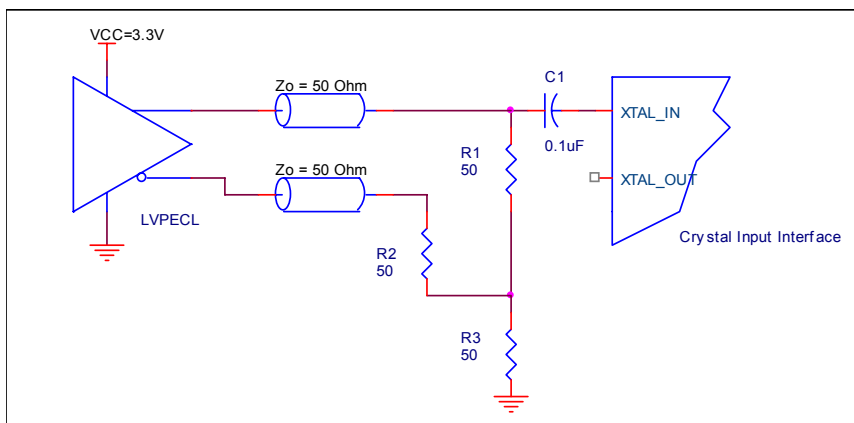 VCC=3.3V
Zo = 50 Ohm
C1
XTAL_IN
0.1uF
R1
50
Zo = 50 Ohm
XTAL_OUT
LVPECL
Crystal Input Interface
R2
50
R3
50